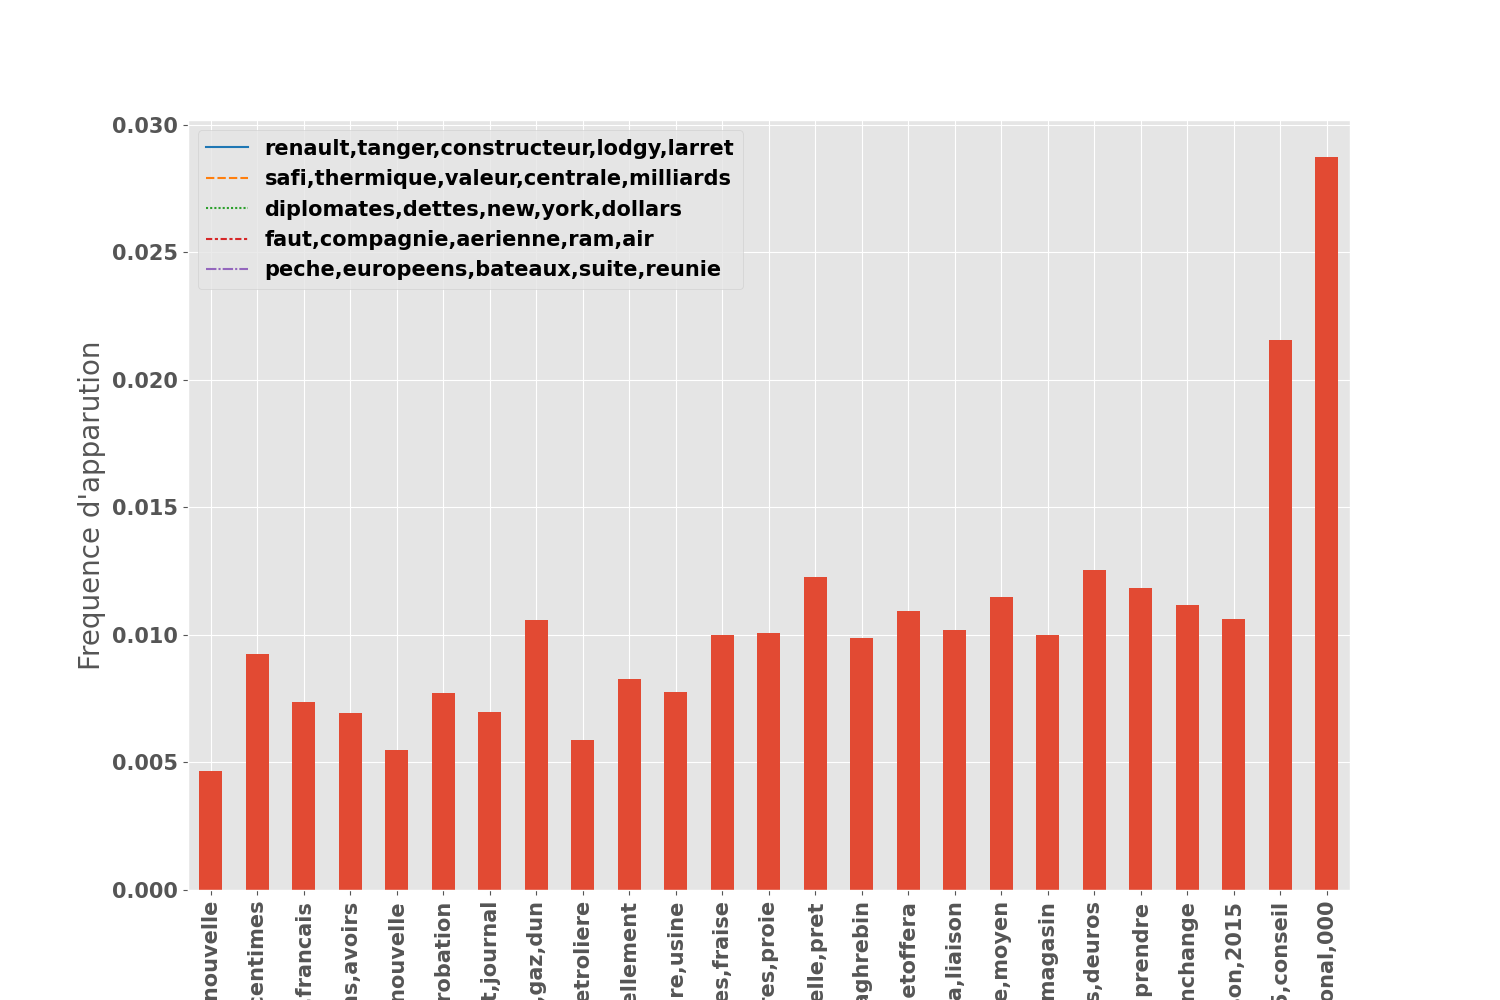 0.030
0.025
0.020
0.015
0.010
0.005
0.000
Frequence d'apparution
renault,tanger,constructeur,lodgy,larret
safi,thermique,valeur,centrale,milliards
diplomates,dettes,new,york,dollars
faut,compagnie,aerienne,ram,air
peche,europeens,bateaux,suite,reunie
nouvelle
centimes
francais
s,avoirs
nouvelle
robation
t,journal
,gaz,dun
etroliere
ellement
re,usine
es,fraise
res,proie
elle,pret
aghrebin
etoffera
a,liaison
e,moyen
magasin
s,deuros
prendre
nchange
on,2015
,conseil
onal,000